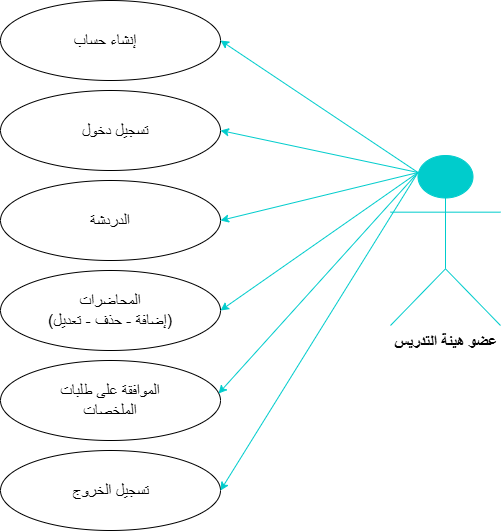 إنشاء حساب
تسجيل دخول
الدردشة
المحاضرات
(إضافة - حذف - تعديل)
الموافقة على طلبات
الملخصات
تسجيل الخروج
عضو هيئة التدريس